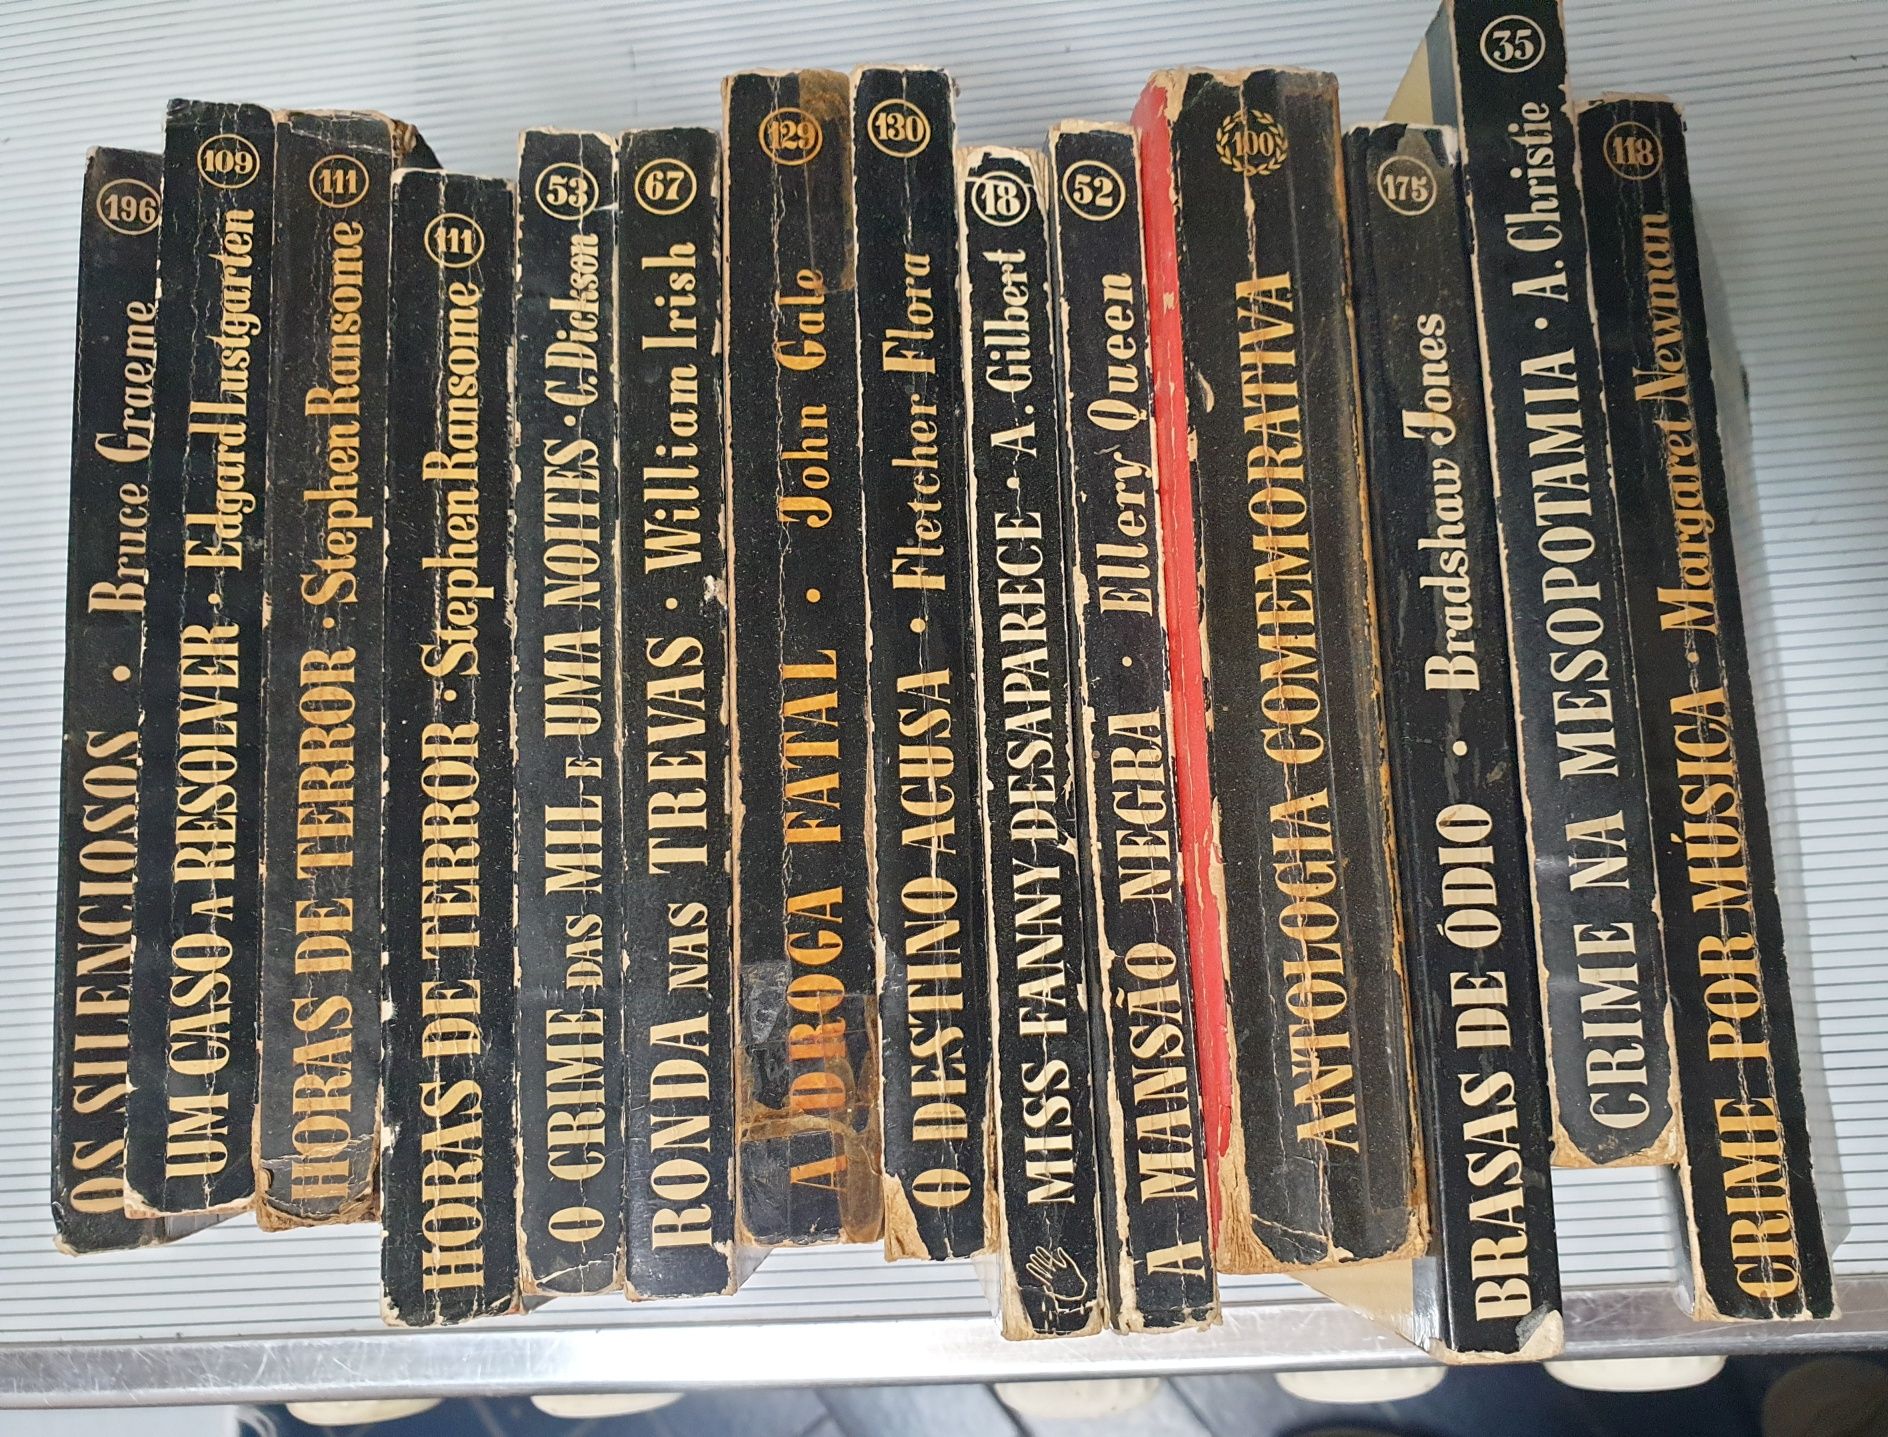 OS SILENCIOSOS • Bruce Graeme 196
UM CASO A RESOLVER • Edgard Lustgarten 109
HORAS DE TERROR • Stephen Ransome 111
HORAS DE TERROR • Stephen Ransome 111
O CRIME DAS MIL E UMA NOITES • C. Dickson 53
RONDA NAS TREVAS • William Irish 67
A DROGA FATAL • John Gale 129
O DESTINO ACUSA • Fletcher Flora 130
MISS FANNY DESAPARECE • A. Gilbert 18
A MANSÃO NEGRA • Ellery Queen 52
ANTOLOGIA COMEMORATIVA 100
BRASAS DE ÓDIO • Bradshaw Jones 175
CRIME NA MESOPOTAMIA • A. Christie 35
CRIME POR MÚSICA • Margaret Newman 118